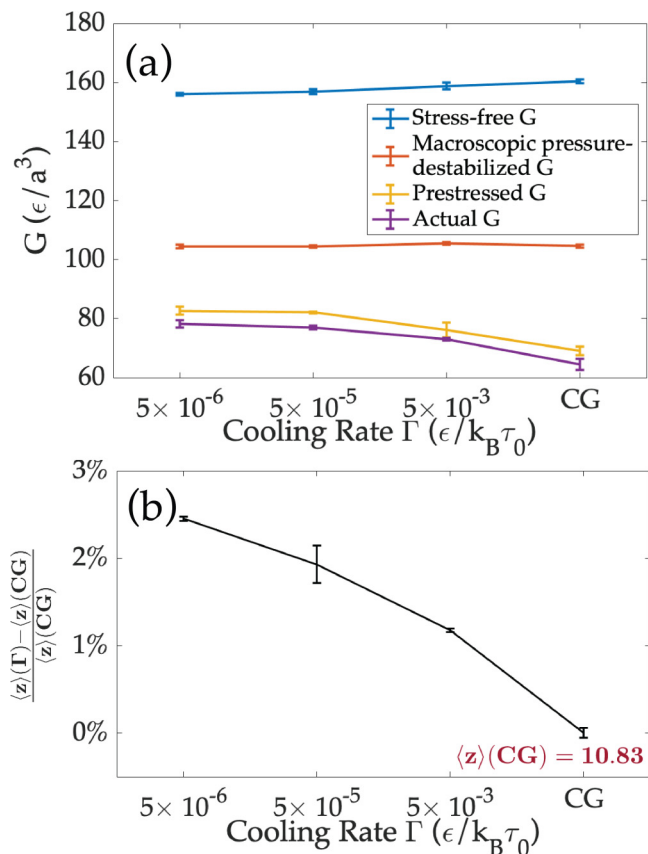 (a)
180
160
140
120
100
80
60
G (ϵ/a³)
Stress-free G
Macroscopic pressure-
destabilized G
Prestressed G
Actual G
5× 10⁻⁶ 5× 10⁻⁵ 5× 10⁻³ CG
Cooling Rate Γ (ϵ/k_Bτ₀)
(b)
3%
2%
1%
0%
⟨z⟩(Γ)−⟨z⟩(CG)
⟨z⟩(CG)
⟨z⟩(CG) = 10.83
5× 10⁻⁶ 5× 10⁻⁵ 5× 10⁻³ CG
Cooling Rate Γ (ϵ/k_Bτ₀)